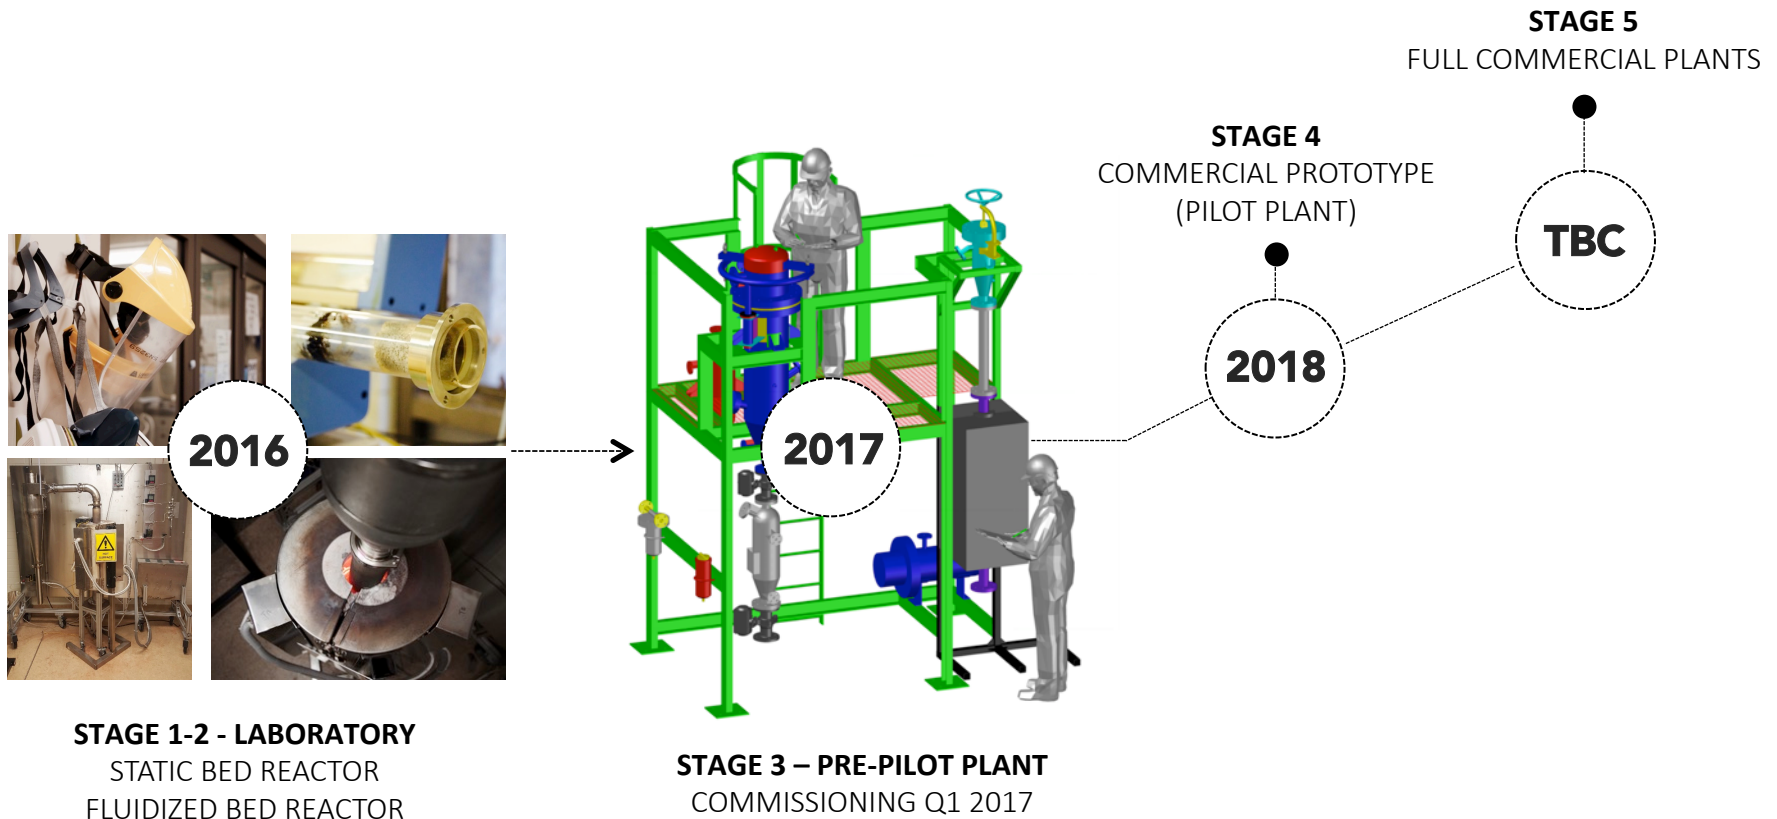 STAGE 5
FULL COMMERCIAL PLANTS
STAGE 4
COMMERCIAL PROTOTYPE
(PILOT PLANT)
TBC
2018
2016
2017
STAGE 1-2 - LABORATORY
STATIC BED REACTOR
FLUIDIZED BED REACTOR
STAGE 3 – PRE-PILOT PLANT
COMMISSIONING Q1 2017